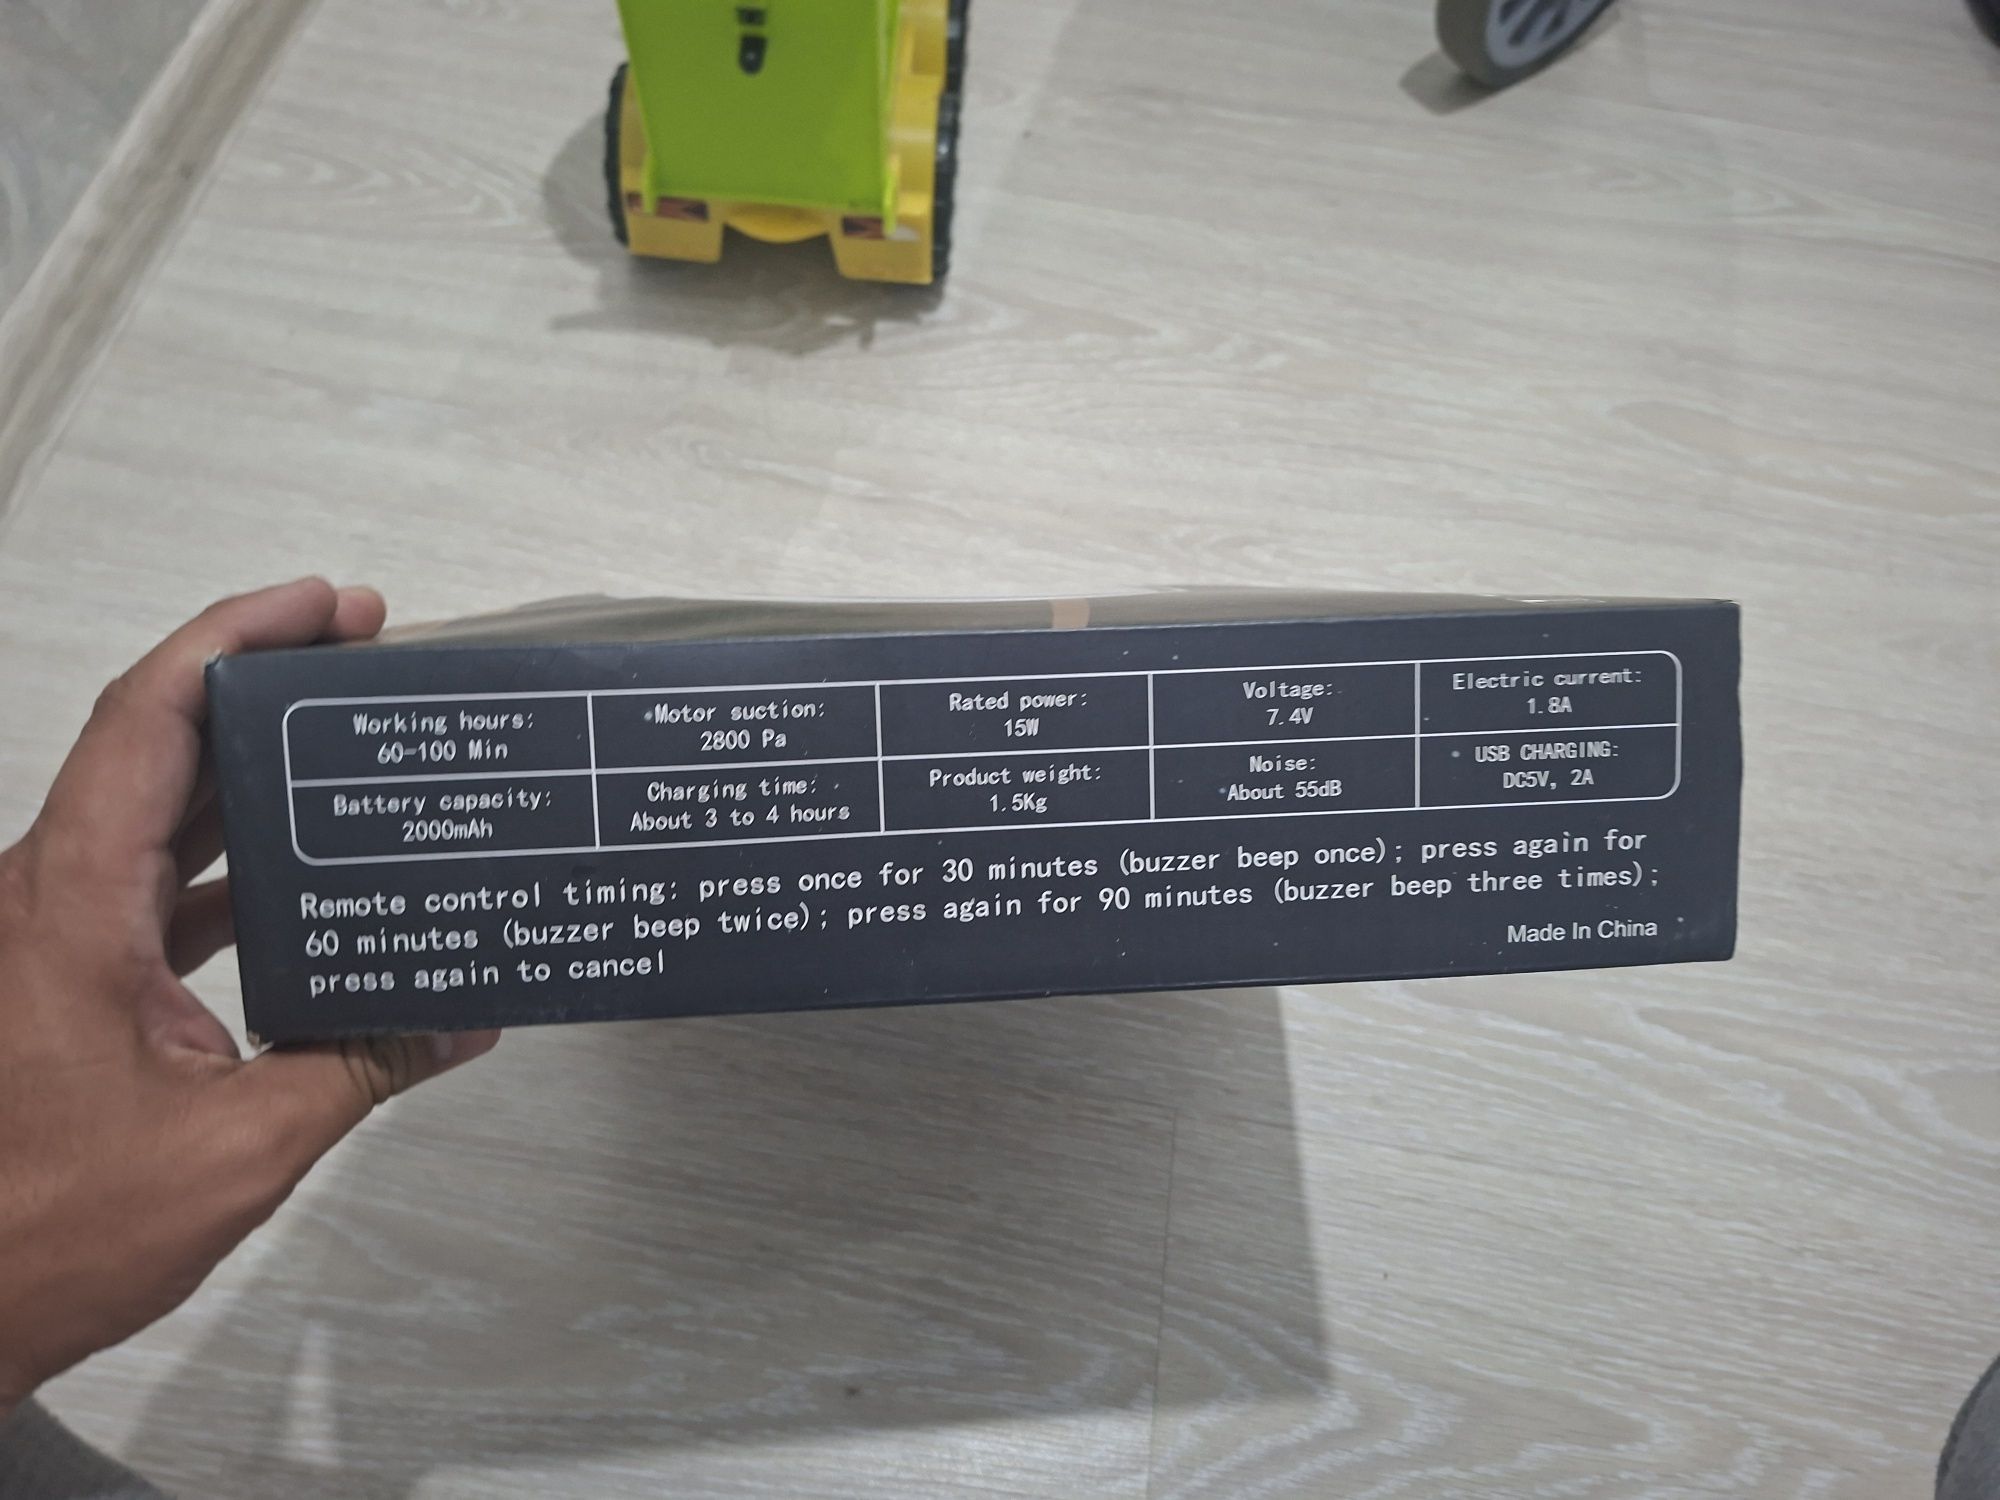 Working hours:
60-100 Min
Motor suction:
2800 Pa
Rated power:
15W
Voltage:
7.4V
Electric current:
1.8A
Battery capacity:
2000mAh
Charging time:
About 3 to 4 hours
Product weight:
1.5Kg
Noise:
About 55dB
USB CHARGING:
DC5V, 2A
Remote control timing: press once for 30 minutes (buzzer beep once); press again for
60 minutes (buzzer beep twice); press again for 90 minutes (buzzer beep three times);
press again to cancel
Made In China